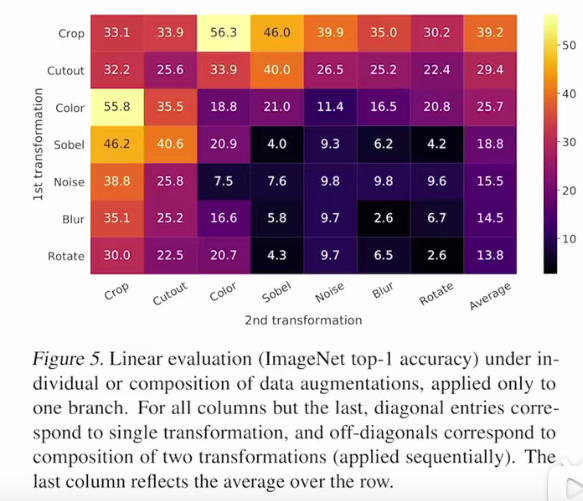 Crop 33.1 33.9 56.3 46.0 39.9 35.0 30.2 39.2
Cutout 32.2 25.6 33.9 40.0 26.5 25.2 22.4 29.4
Color 55.8 35.5 18.8 21.0 11.4 16.5 20.8 25.7
Sobel 46.2 40.6 20.9 4.0 9.3 6.2 4.2 18.8
Noise 38.8 25.8 7.5 7.6 9.8 9.8 9.6 15.5
Blur 35.1 25.2 16.6 5.8 9.7 2.6 6.7 14.5
Rotate 30.0 22.5 20.7 4.3 9.7 6.5 2.6 13.8
1st transformation
Crop Cutout Color Sobel Noise Blur Rotate Average
2nd transformation
50
40
30
20
10
Figure 5. Linear evaluation (ImageNet top-1 accuracy) under in-
dividual or composition of data augmentations, applied only to
one branch. For all columns but the last, diagonal entries corre-
spond to single transformation, and off-diagonals correspond to
composition of two transformations (applied sequentially). The
last column reflects the average over the row.